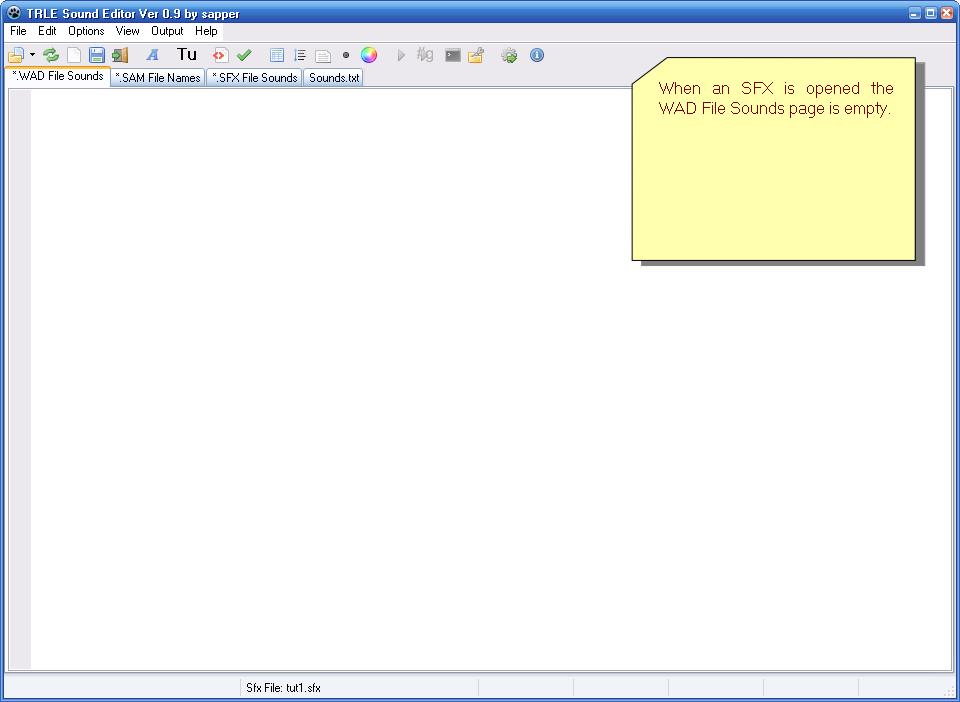 TRLE Sound Editor Ver 0.9 by sapper
File Edit Options View Output Help
A Tu
*.WAD File Sounds *.SAM File Names *.SFX File Sounds Sounds.txt
When an SFX is opened the
WAD File Sounds page is empty.
Sfx File: tut1.sfx